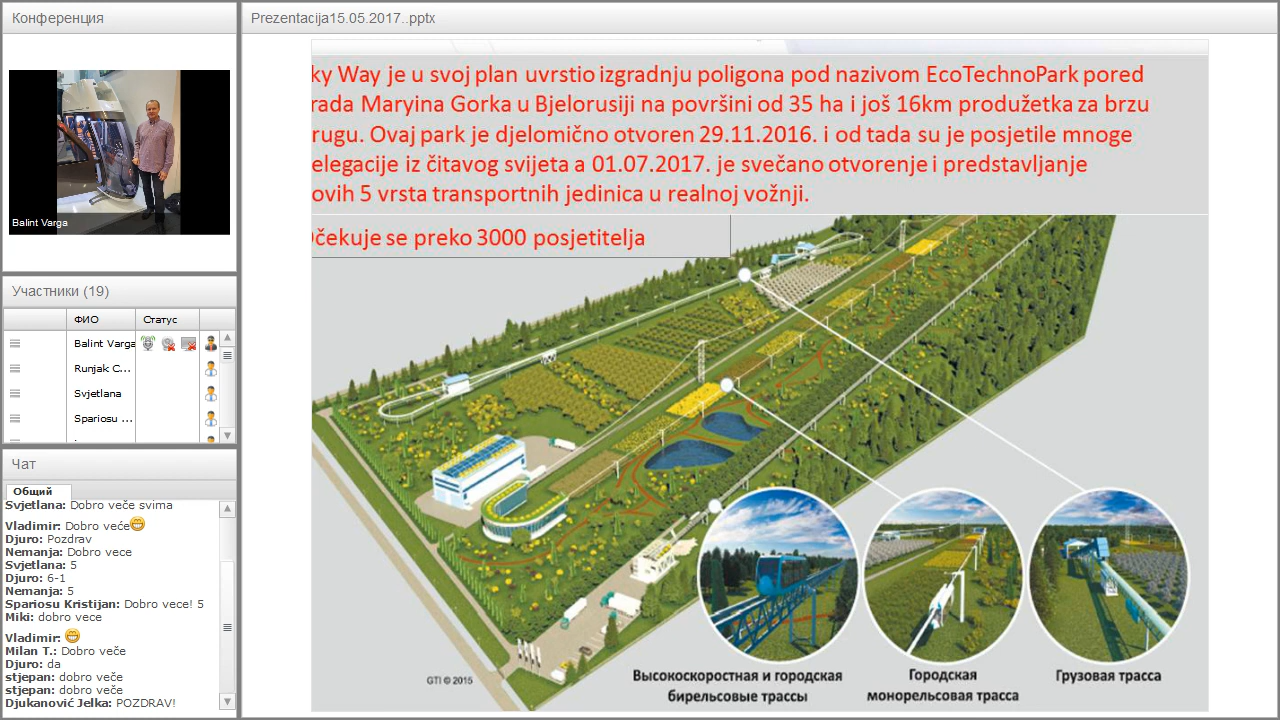 Конференция
Balint Varga
Участники (19)
ФИО Статус
Balint Varga
Runjak C...
Svjetlana
Spariosu ...
Чат
Общий
Svjetlana: Dobro veče svima
Vladimir: Dobro veće
Djuro: Pozdrav
Nemanja: Dobro vece
Svjetlana: 5
Djuro: 6-1
Nemanja: 5
Spariosu Kristijan: Dobro vece! 5
Miki: dobro vece
Vladimir:
Milan T.: Dobro veče
Djuro: da
stjepan: dobro veče
stjepan: dobro veče
Djukanović Jelka: POZDRAV!
Prezentacija15.05.2017..pptx
ky Way je u svoj plan uvrstio izgradnju poligona pod nazivom EcoTechnoPark pored
rada Maryina Gorka u Bjelorusiji na površini od 35 ha i još 16km produžetka za brzu
rugu. Ovaj park je djelomično otvoren 29.11.2016. i od tada su je posjetile mnoge
elegacije iz čitavog svijeta a 01.07.2017. je svečano otvorenje i predstavljanje
ovih 5 vrsta transportnih jedinica u realnoj vožnji.
Očekuje se preko 3000 posjetitelja
GTI © 2015
Высокоскоростная и городская
бирельсовые трассы
Городская
монорельсовая трасса
Грузовая трасса